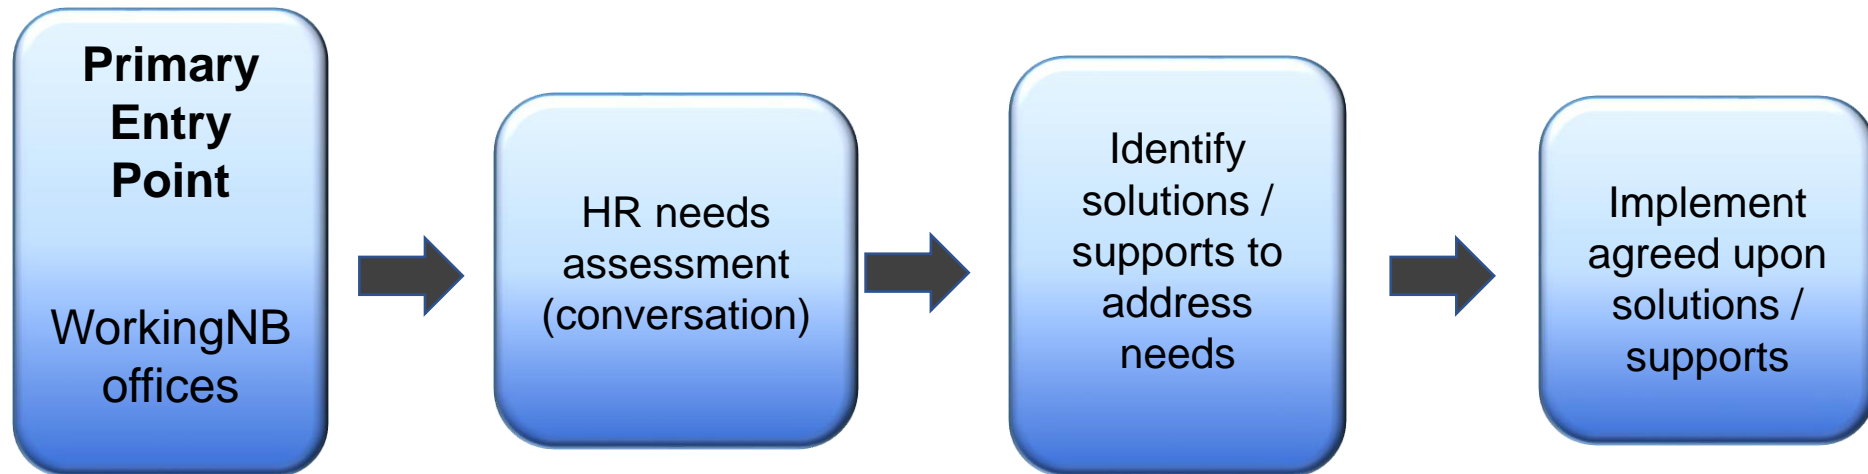 Primary
Entry
Point
WorkingNB
offices
HR needs
assessment
(conversation)
Identify
solutions /
supports to
address
needs
Implement
agreed upon
solutions /
supports